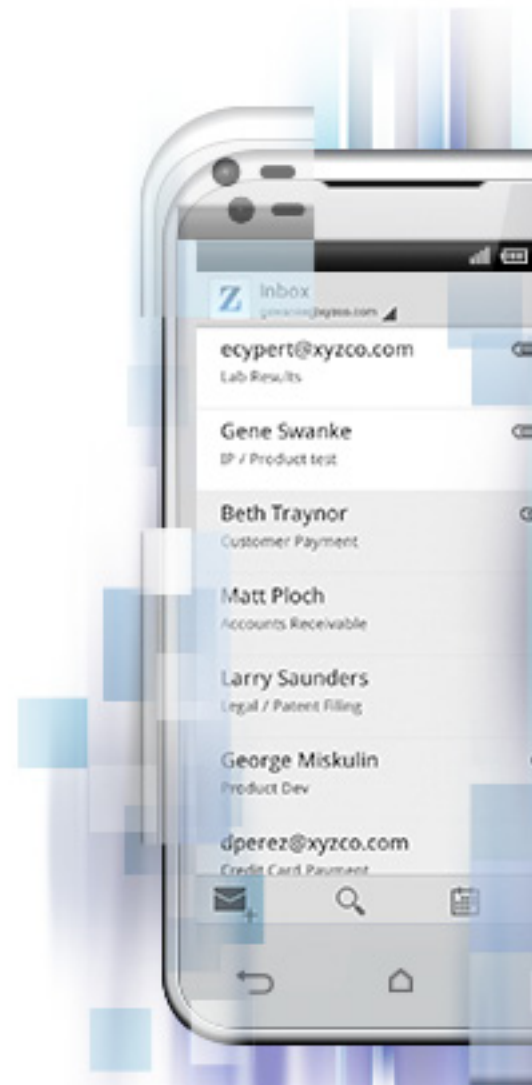 Z
Inbox
ecypert@xyzco.com
Lab Results
Gene Swanke
IP / Product test
Beth Traynor
Customer Payment
Matt Ploch
Accounts Receivable
Larry Saunders
Legal / Patent Filing
George Miskulin
Product Dev
dperez@xyzco.com
Credit Card Payment